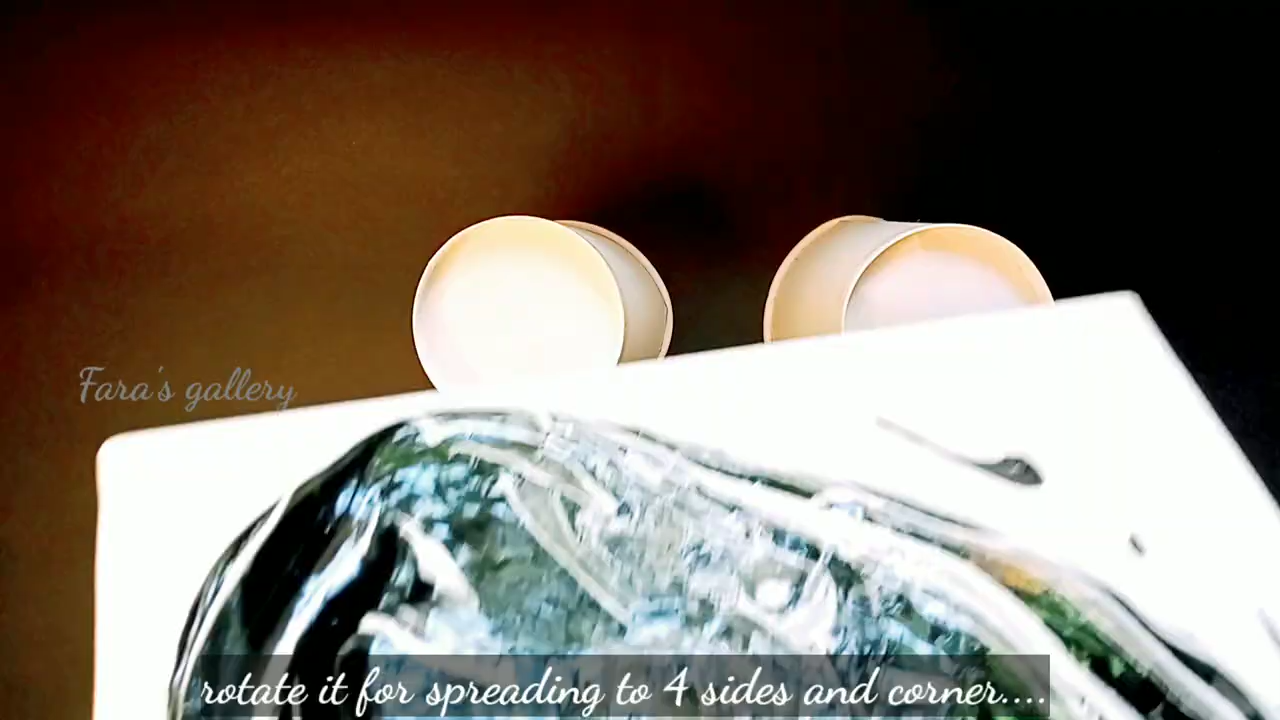 Fara's gallery
rotate it for spreading to 4 sides and corner....